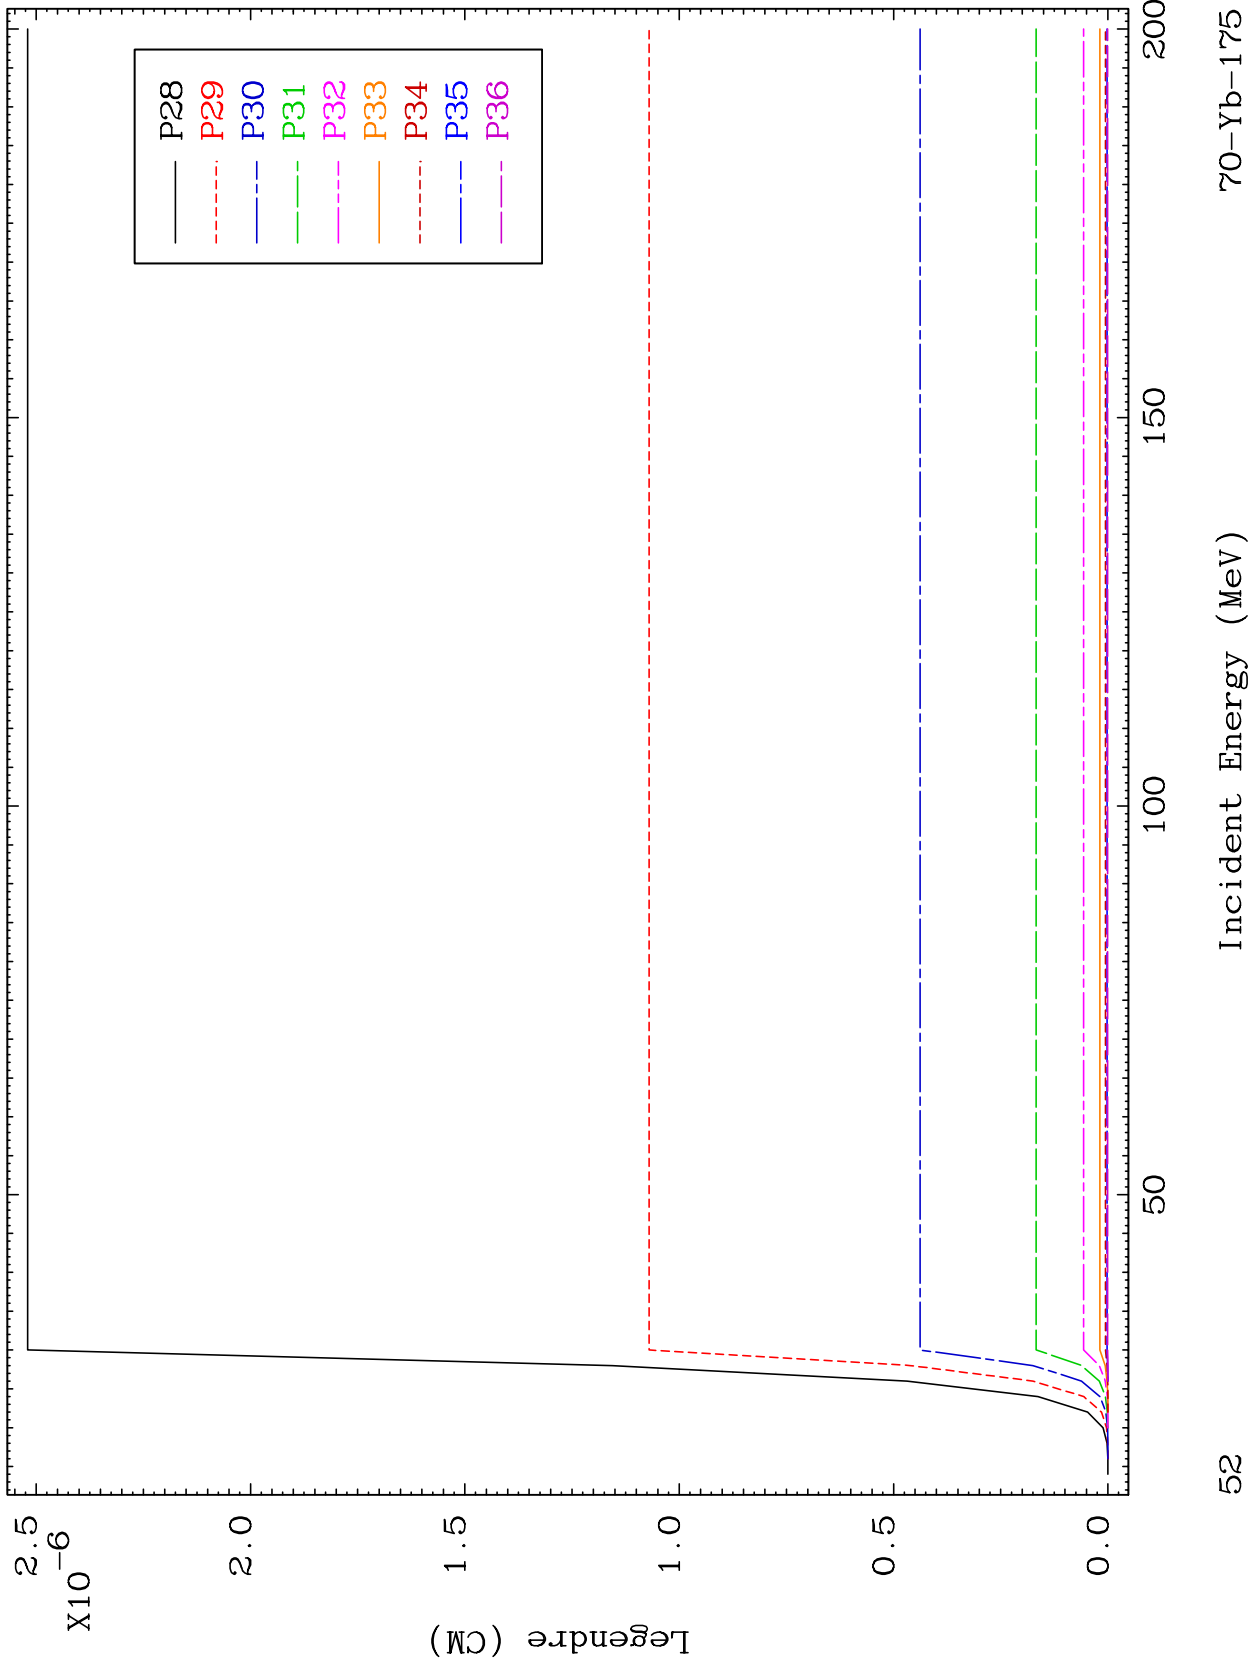 2.5
X10-6
2.0
1.5
1.0
0.5
0.0
Legendre (CM)
P28
P29
P30
P31
P32
P33
P34
P35
P36
50
100
150
200
52
Incident Energy (MeV)
70-Yb-175